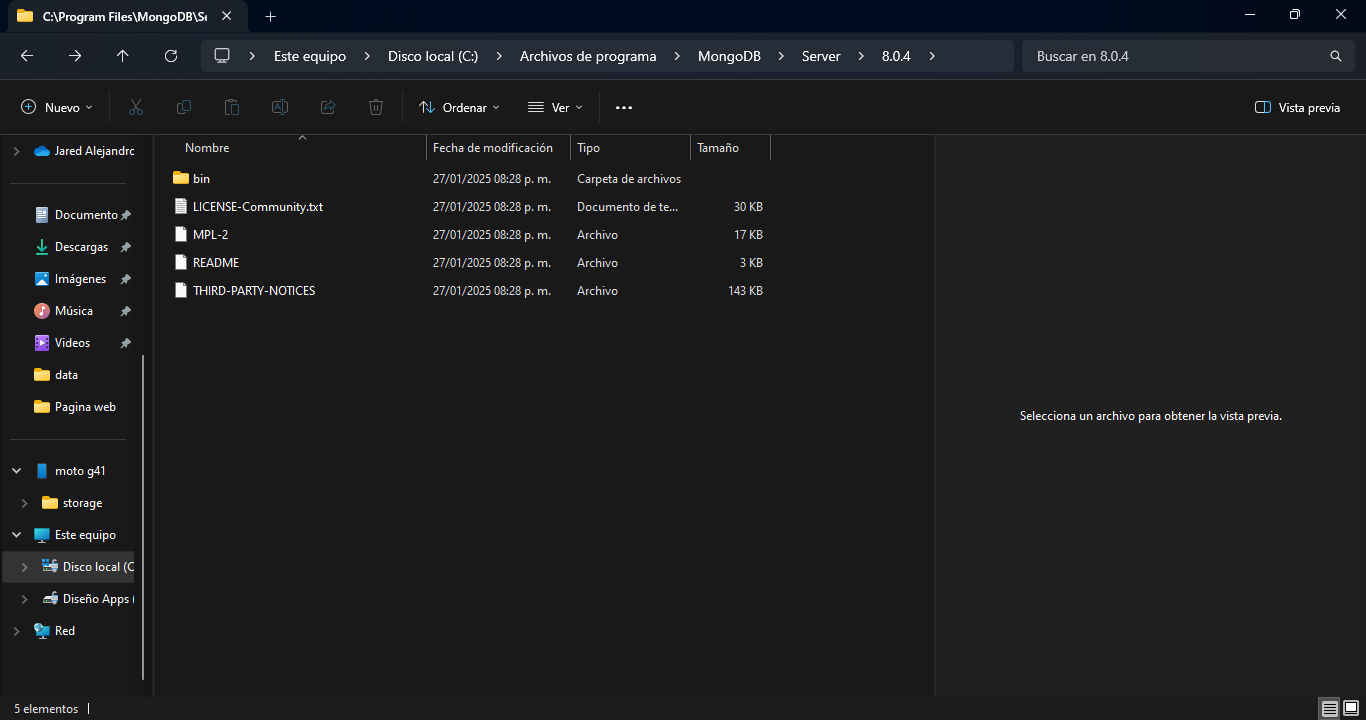 C:\Program Files\MongoDB\Se
Este equipo > Disco local (C:) > Archivos de programa > MongoDB > Server > 8.0.4 >
Buscar en 8.0.4
Nuevo
Ordenar
Ver
Vista previa
Nombre Fecha de modificación Tipo Tamaño
bin 27/01/2025 08:28 p. m. Carpeta de archivos
LICENSE-Community.txt 27/01/2025 08:28 p. m. Documento de te... 30 KB
MPL-2 27/01/2025 08:28 p. m. Archivo 17 KB
README 27/01/2025 08:28 p. m. Archivo 3 KB
THIRD-PARTY-NOTICES 27/01/2025 08:28 p. m. Archivo 143 KB
Jared Alejandro
Documento
Descargas
Imágenes
Música
Videos
data
Pagina web
moto g41
storage
Este equipo
Disco local (C
Diseño Apps (
Red
Selecciona un archivo para obtener la vista previa.
5 elementos